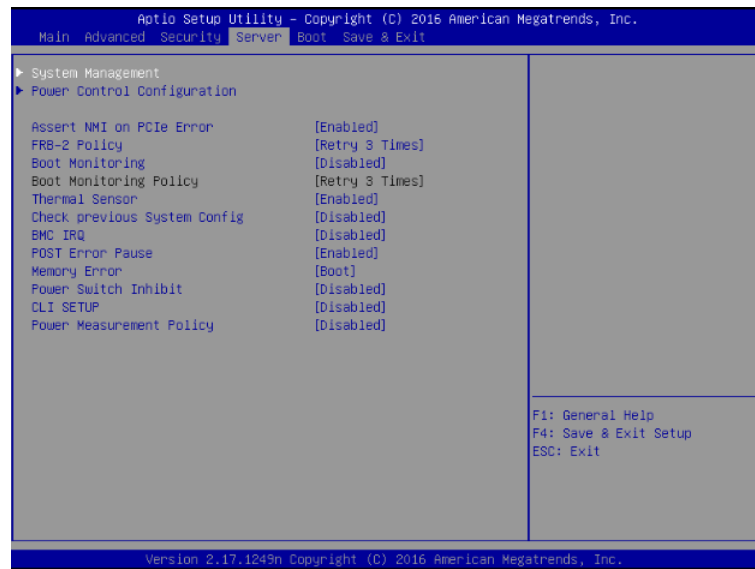 Aptio Setup Utility – Copyright (C) 2016 American Megatrends, Inc.
Main Advanced Security Server Boot Save & Exit
System Management
Power Control Configuration
Assert NMI on PCIe Error [Enabled]
FRB-2 Policy [Retry 3 Times]
Boot Monitoring [Disabled]
Boot Monitoring Policy [Retry 3 Times]
Thermal Sensor [Enabled]
Check previous System Config [Disabled]
BMC IRQ [Disabled]
POST Error Pause [Enabled]
Memory Error [Boot]
Power Switch Inhibit [Disabled]
CLI SETUP [Disabled]
Power Measurement Policy [Disabled]
F1: General Help
F4: Save & Exit Setup
ESC: Exit
Version 2.17.1249n Copyright (C) 2016 American Megatrends, Inc.